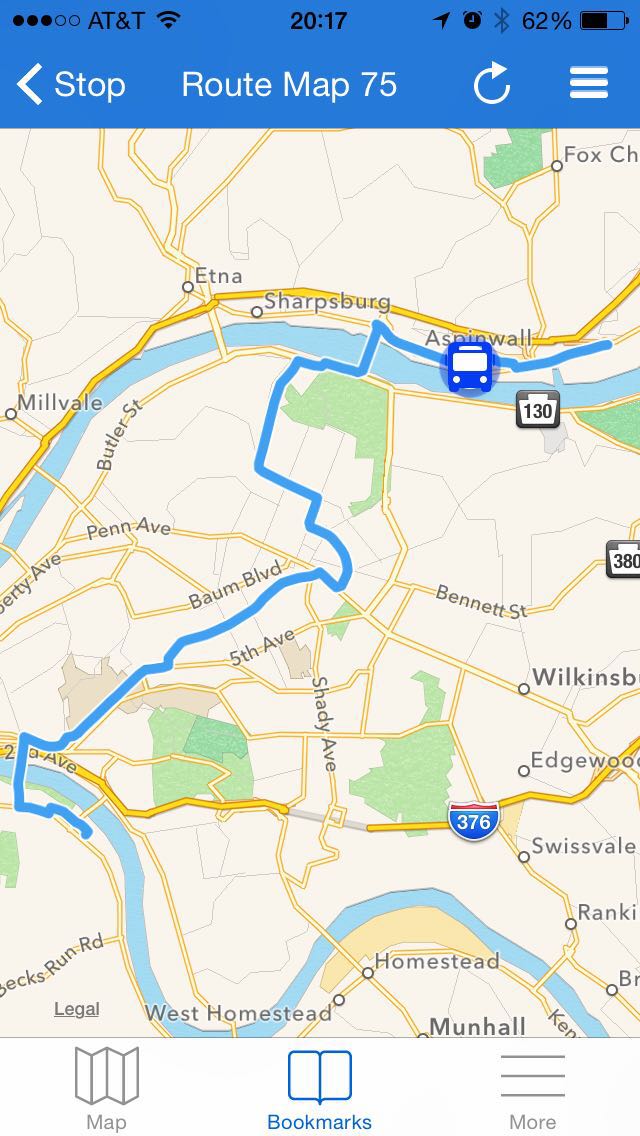 AT&T 20:17 62%
Stop Route Map 75
Fox Ch
Etna
Sharpsburg
Aspinwall
Millvale
130
Butler St
Penn Ave
380
berty Ave
Baum Blvd
Bennett St
5th Ave
Wilkinsbu
Shady Ave
2nd Ave
Edgewood
376
Swissvale
Ranki
Becks Run Rd
Homestead
Br
Legal
West Homestead
Ken
Munhall
Map Bookmarks More